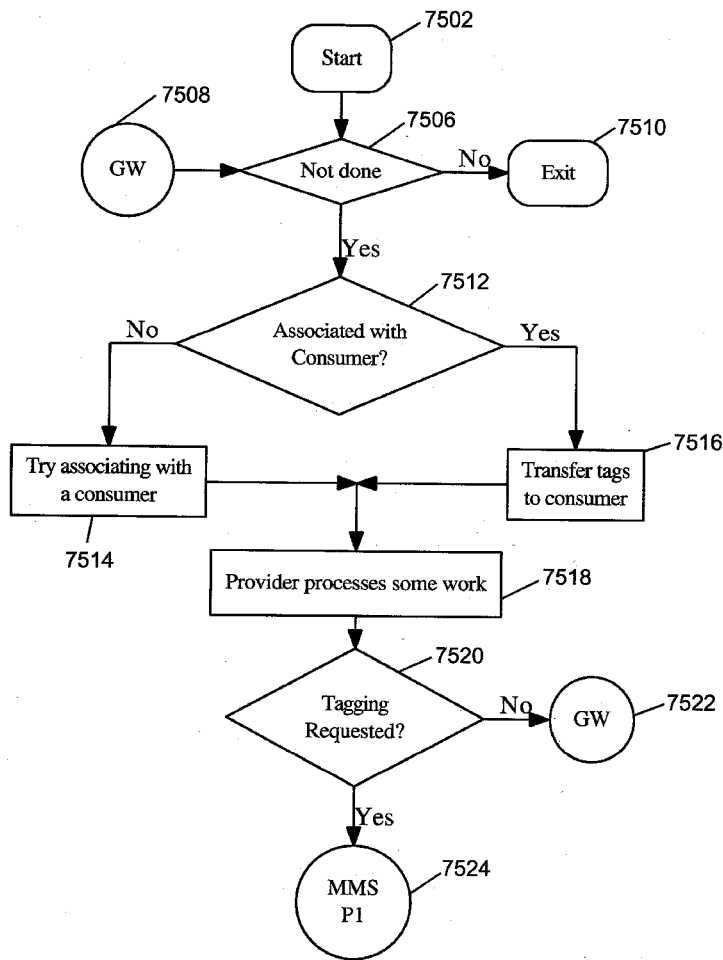 7502
Start
7508
7506
7510
GW
Not done
No
Exit
Yes
7512
No
Associated with
Consumer?
Yes
7516
Try associating with
a consumer
Transfer tags
to consumer
7514
Provider processes some work
7518
7520
Tagging
Requested?
No
GW
7522
Yes
MMS
P1
7524